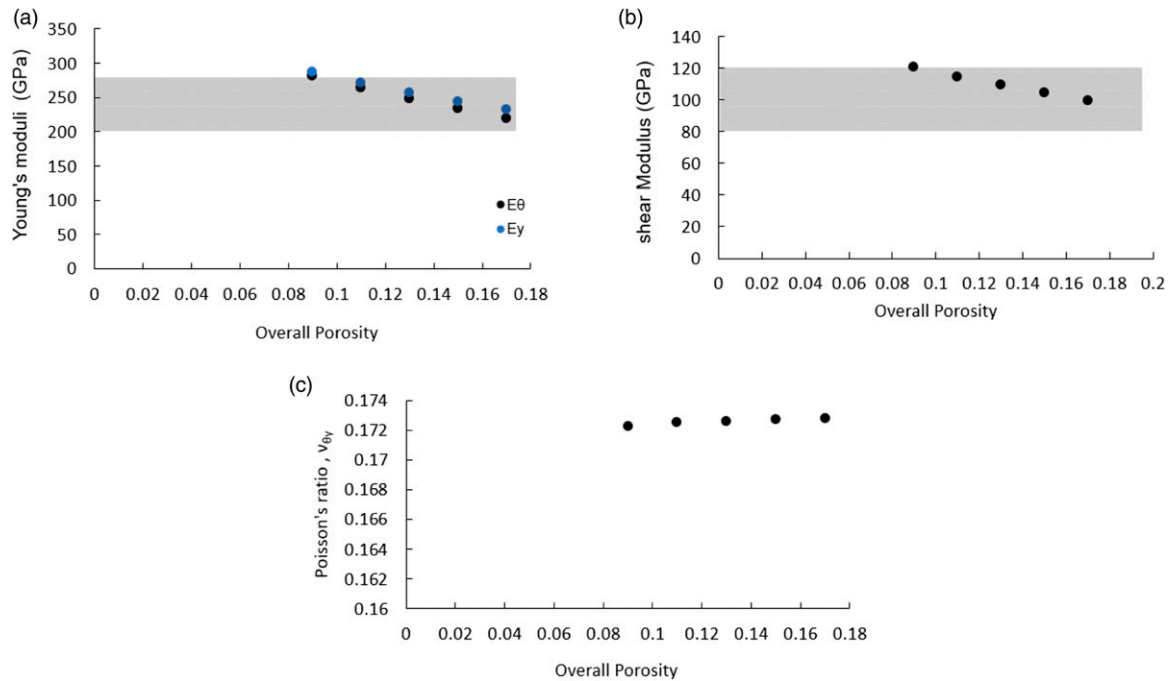 (a)
350
300
250
200
150
100
50
0
Young's moduli (GPa)
Eθ
Ey
0 0.02 0.04 0.06 0.08 0.1 0.12 0.14 0.16 0.18
Overall Porosity
(b)
140
120
100
80
60
40
20
0
shear Modulus (GPa)
0 0.02 0.04 0.06 0.08 0.1 0.12 0.14 0.16 0.18 0.2
Overall Porosity
(c)
0.174
0.172
0.17
0.168
0.166
0.164
0.162
0.16
Poisson's ratio , νθy
0 0.02 0.04 0.06 0.08 0.1 0.12 0.14 0.16 0.18
Overall Porosity